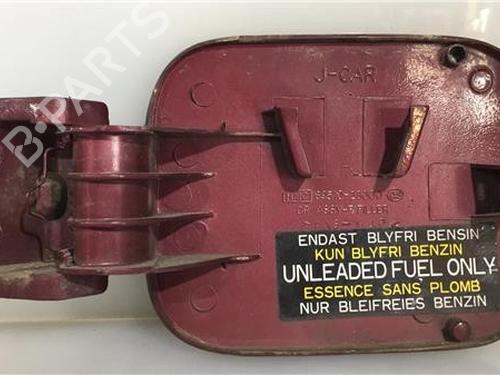 B-PARTS
J-CAR
ENDAST BLYFRI BENSIN
KUN BLYFRI BENZIN
UNLEADED FUEL ONLY
ESSENCE SANS PLOMB
NUR BLEIFREIES BENZIN